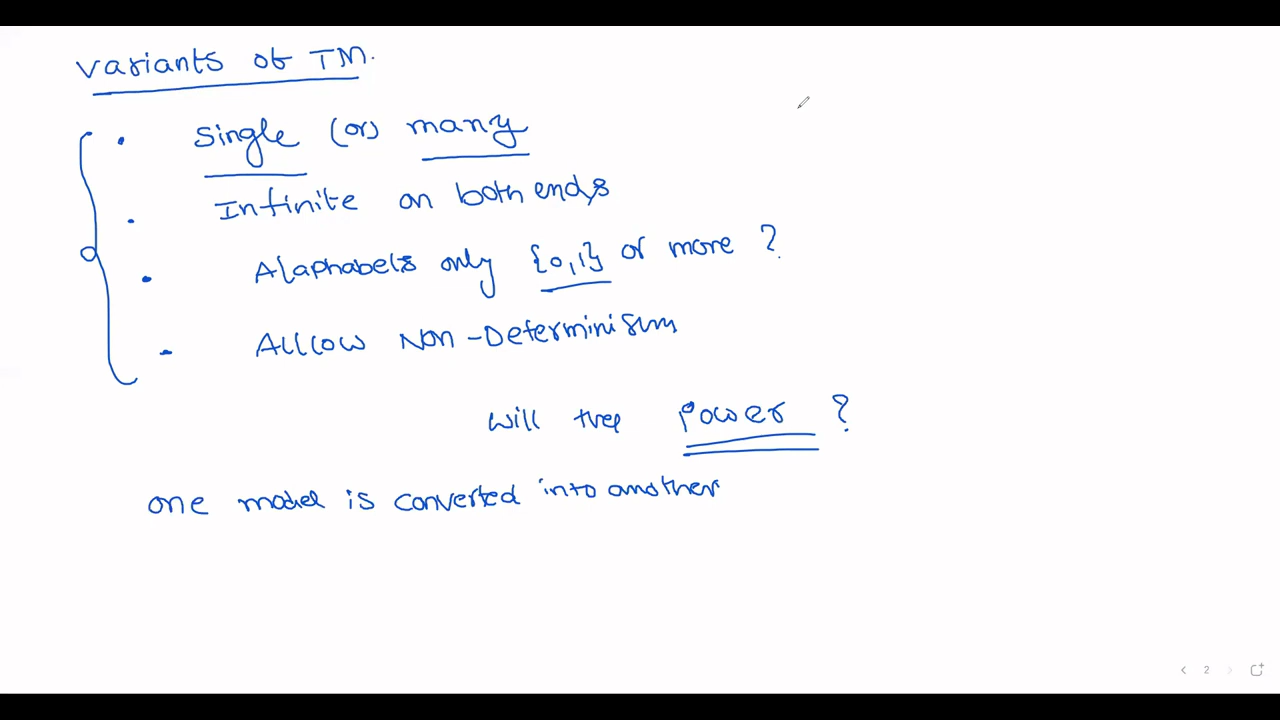 Variants of TM.
• Single (or) many
• Infinite on both ends
• Alaphabets only {0,1} or more ?
• Allow Non-Determinism
will the power ?
one model is converted into another
2